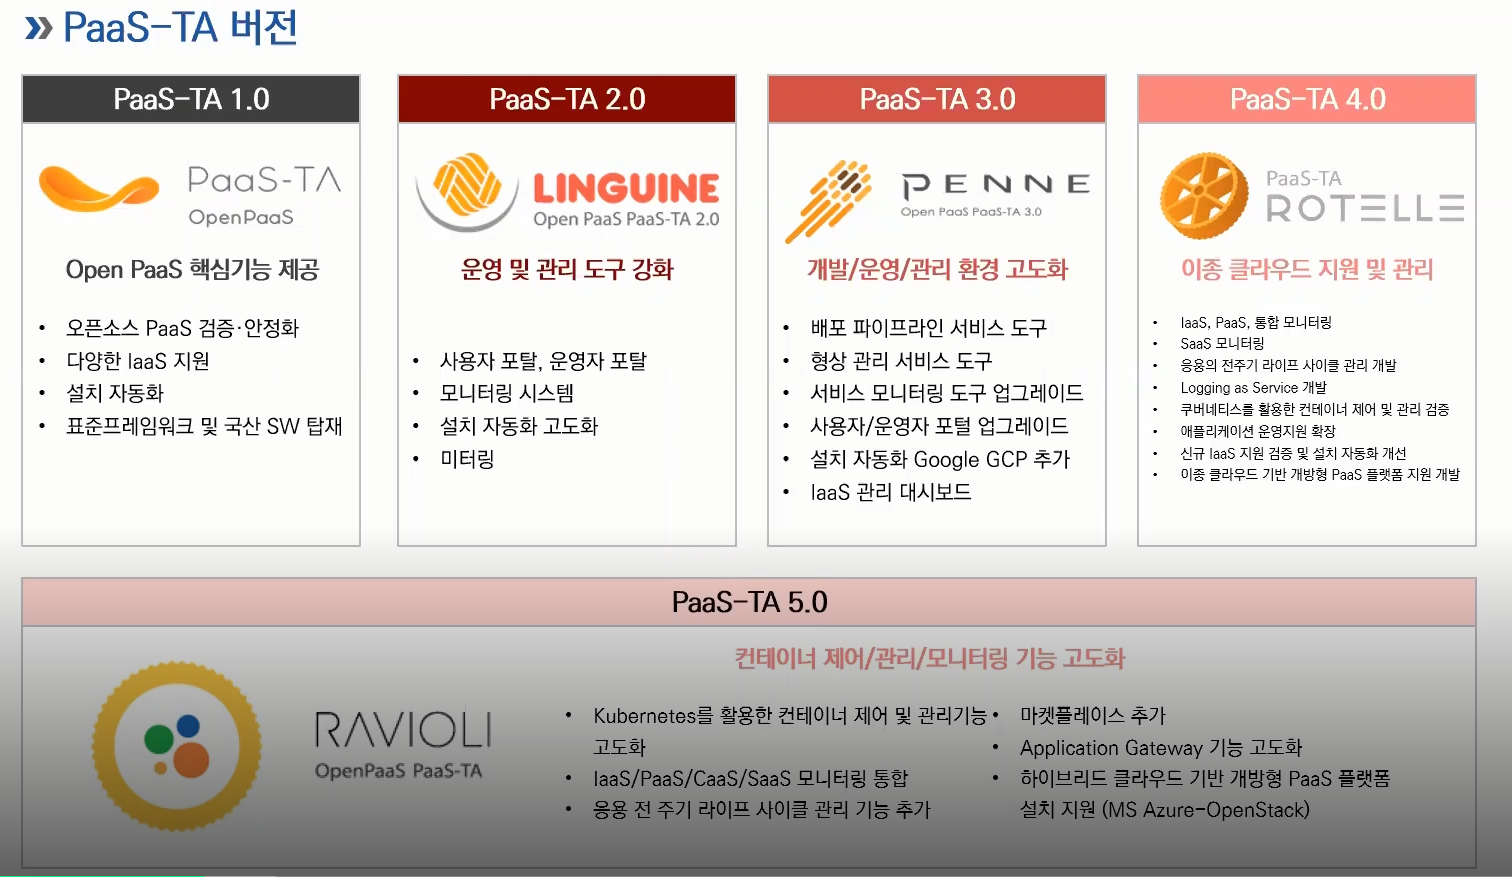 PaaS-TA 버전
PaaS-TA 1.0
PaaS-TA
OpenPaaS
Open PaaS 핵심기능 제공
• 오픈소스 PaaS 검증·안정화
• 다양한 IaaS 지원
• 설치 자동화
• 표준프레임워크 및 국산 SW 탑재
PaaS-TA 2.0
LINGUINE
Open PaaS PaaS-TA 2.0
운영 및 관리 도구 강화
• 사용자 포탈, 운영자 포탈
• 모니터링 시스템
• 설치 자동화 고도화
• 미터링
PaaS-TA 3.0
PENNE
Open PaaS PaaS-TA 3.0
개발/운영/관리 환경 고도화
• 배포 파이프라인 서비스 도구
• 형상 관리 서비스 도구
• 서비스 모니터링 도구 업그레이드
• 사용자/운영자 포털 업그레이드
• 설치 자동화 Google GCP 추가
• IaaS 관리 대시보드
PaaS-TA 4.0
PaaS-TA
ROTELLE
이종 클라우드 지원 및 관리
• IaaS, PaaS, 통합 모니터링
• SaaS 모니터링
• 응용의 전주기 라이프 사이클 관리 개발
• Logging as Service 개발
• 쿠버네티스를 활용한 컨테이너 제어 및 관리 검증
• 애플리케이션 운영지원 확장
• 신규 IaaS 지원 검증 및 설치 자동화 개선
• 이종 클라우드 기반 개방형 PaaS 플랫폼 지원 개발
PaaS-TA 5.0
RAVIOLI
OpenPaaS PaaS-TA
컨테이너 제어/관리/모니터링 기능 고도화
• Kubernetes를 활용한 컨테이너 제어 및 관리기능
고도화
• IaaS/PaaS/CaaS/SaaS 모니터링 통합
• 응용 전 주기 라이프 사이클 관리 기능 추가
• 마켓플레이스 추가
• Application Gateway 기능 고도화
• 하이브리드 클라우드 기반 개방형 PaaS 플랫폼
설치 지원 (MS Azure-OpenStack)